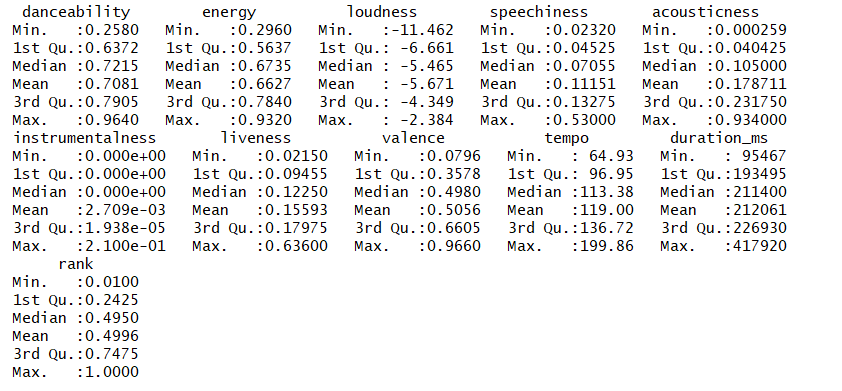 danceability energy loudness speechiness acousticness
Min. :0.2580 Min. :0.2960 Min. :-11.462 Min. :0.02320 Min. :0.000259
1st Qu.:0.6372 1st Qu.:0.5637 1st Qu.: -6.661 1st Qu.:0.04525 1st Qu.:0.040425
Median :0.7215 Median :0.6735 Median : -5.465 Median :0.07055 Median :0.105000
Mean :0.7081 Mean :0.6627 Mean : -5.671 Mean :0.11151 Mean :0.178711
3rd Qu.:0.7905 3rd Qu.:0.7840 3rd Qu.: -4.349 3rd Qu.:0.13275 3rd Qu.:0.231750
Max. :0.9640 Max. :0.9320 Max. : -2.384 Max. :0.53000 Max. :0.934000
instrumentalness liveness valence tempo duration_ms
Min. :0.000e+00 Min. :0.02150 Min. :0.0796 Min. : 64.93 Min. : 95467
1st Qu.:0.000e+00 1st Qu.:0.09455 1st Qu.:0.3578 1st Qu.: 96.95 1st Qu.:193495
Median :0.000e+00 Median :0.12250 Median :0.4980 Median :113.38 Median :211400
Mean :2.709e-03 Mean :0.15593 Mean :0.5056 Mean :119.00 Mean :212061
3rd Qu.:1.938e-05 3rd Qu.:0.17975 3rd Qu.:0.6605 3rd Qu.:136.72 3rd Qu.:226930
Max. :2.100e-01 Max. :0.63600 Max. :0.9660 Max. :199.86 Max. :417920
rank
Min. :0.0100
1st Qu.:0.2425
Median :0.4950
Mean :0.4996
3rd Qu.:0.7475
Max. :1.0000